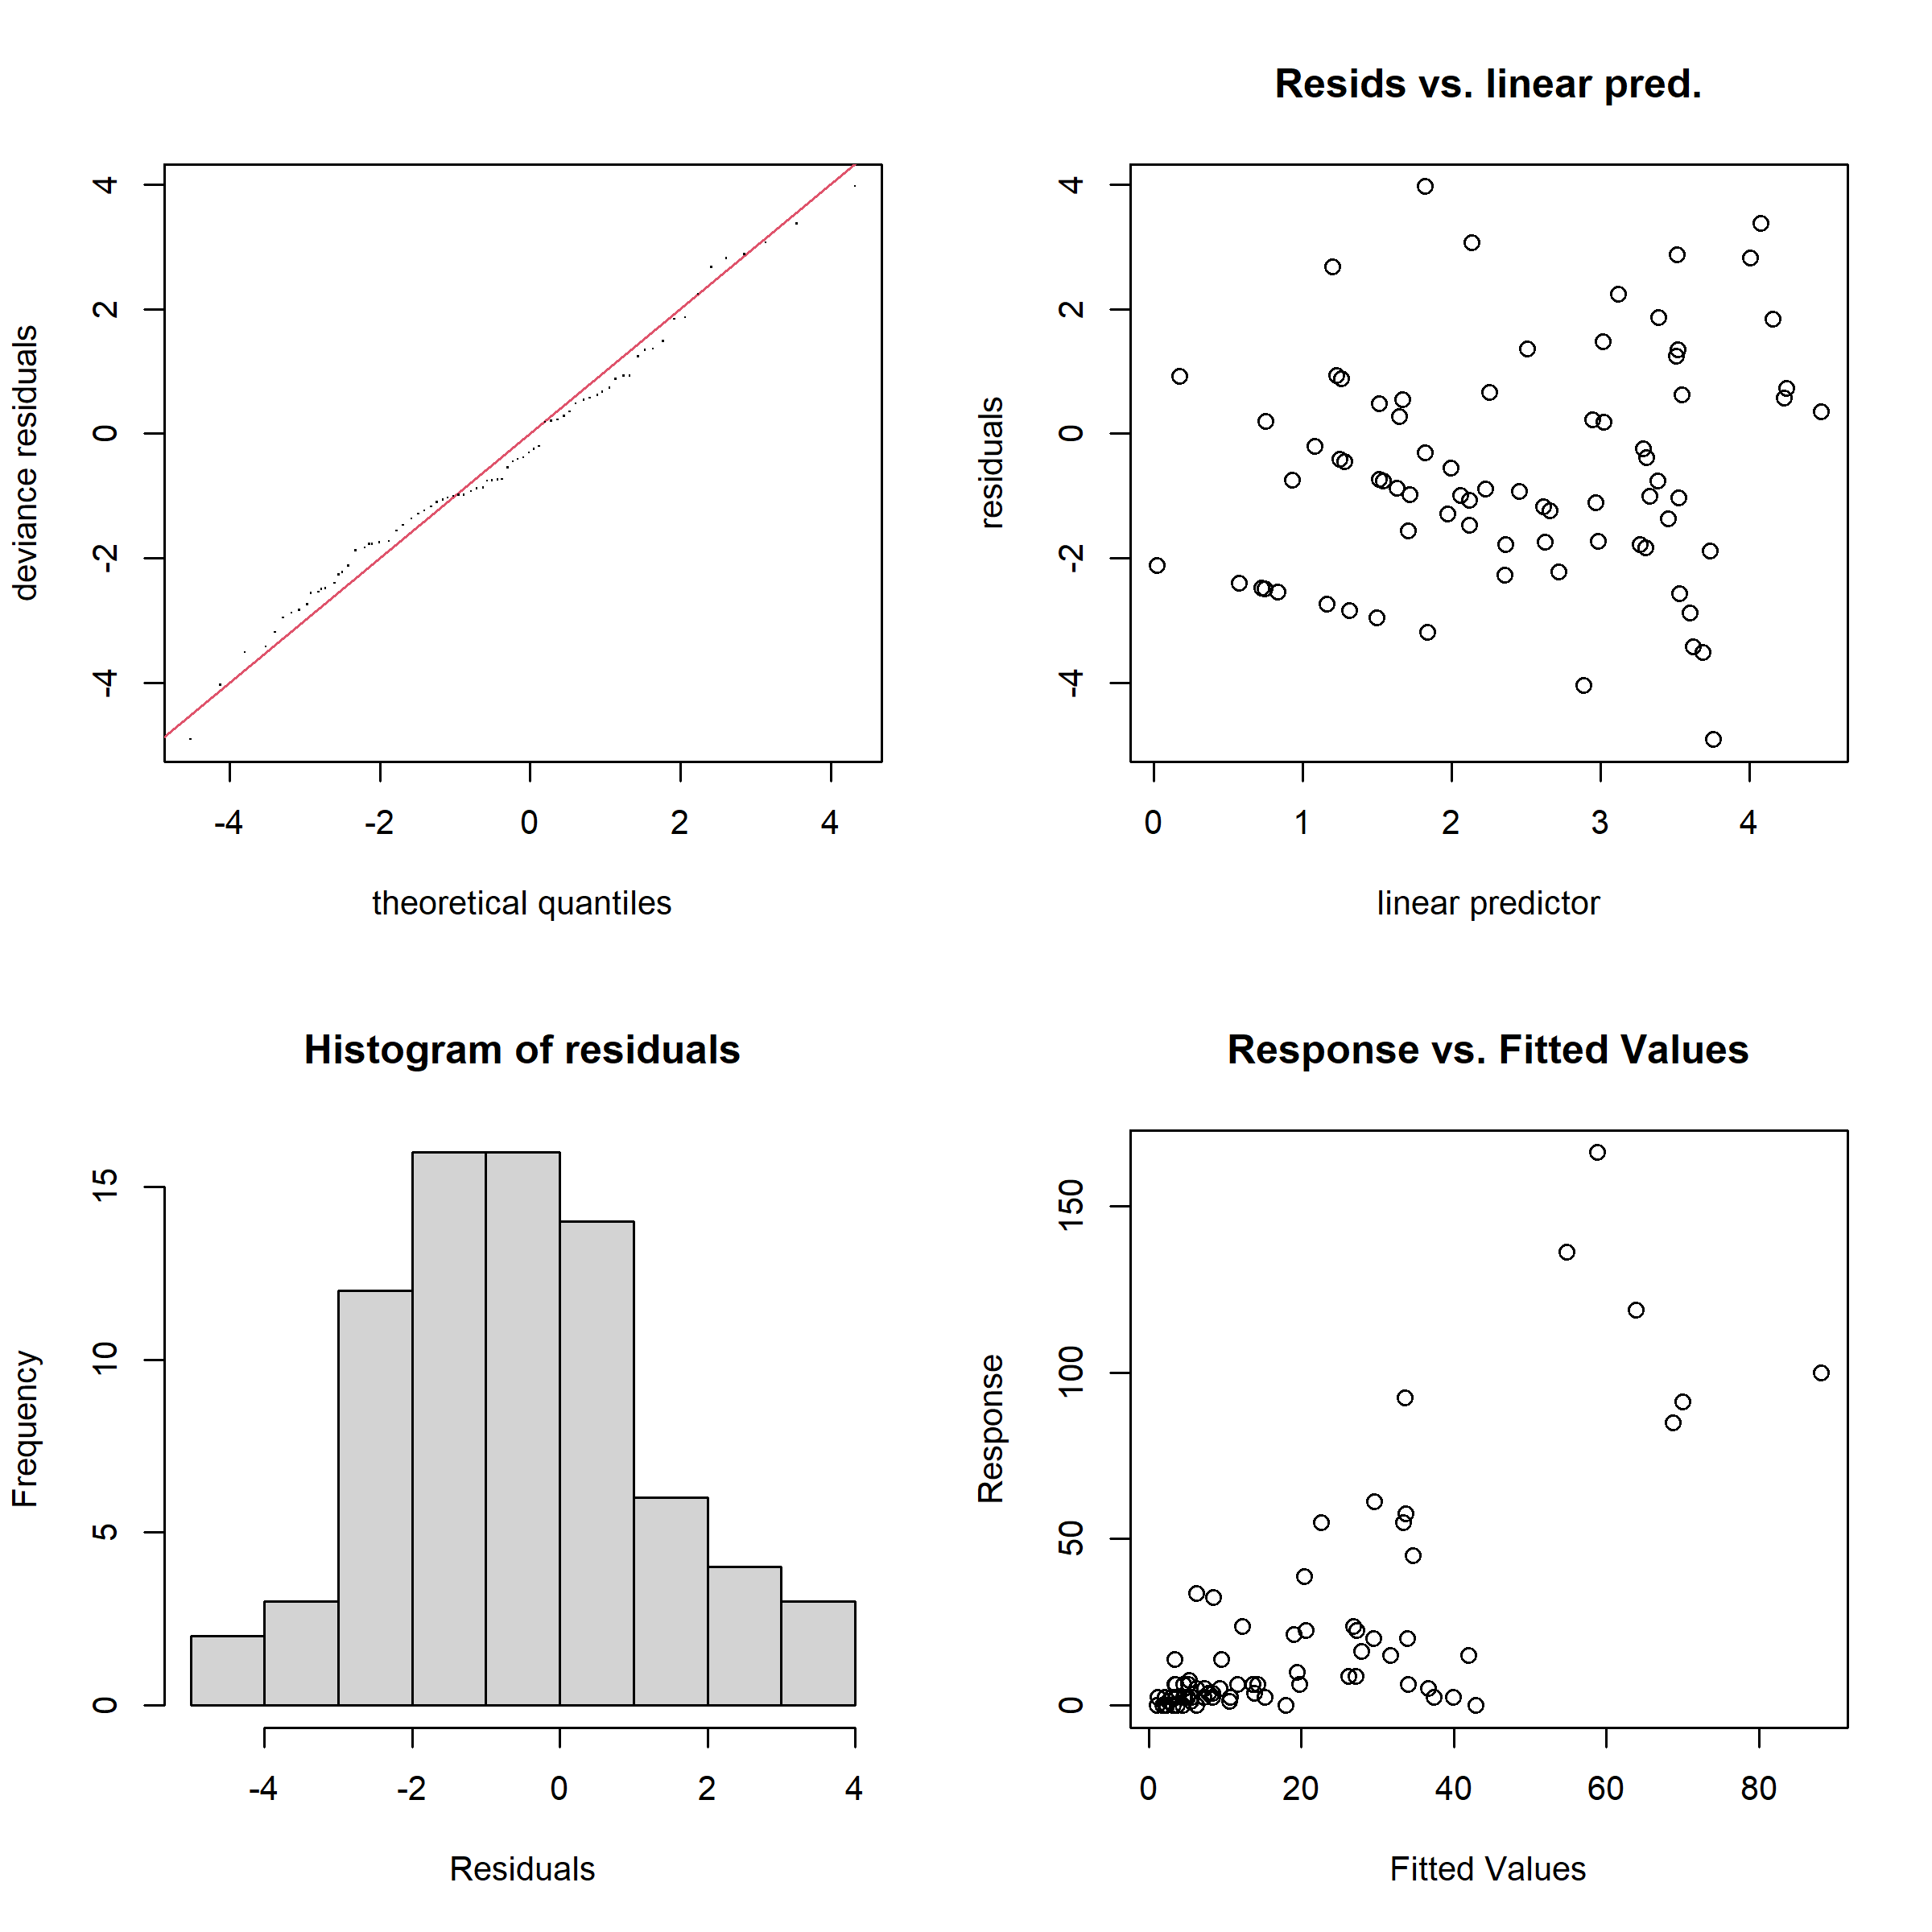 deviance residuals
4
2
0
-2
-4
-4 -2 0 2 4
theoretical quantiles
Resids vs. linear pred.
residuals
4
2
0
-2
-4
0 1 2 3 4
linear predictor
Histogram of residuals
Frequency
15
10
5
0
-4 -2 0 2 4
Residuals
Response vs. Fitted Values
Response
150
100
50
0
0 20 40 60 80
Fitted Values